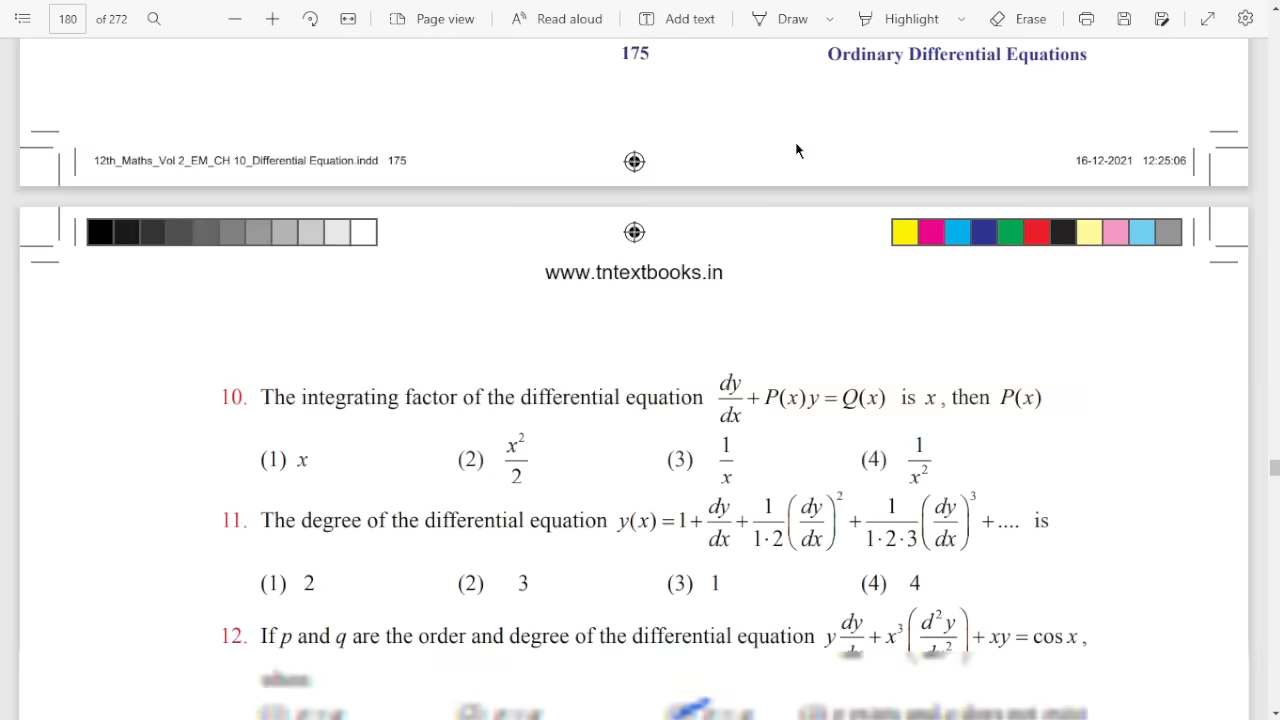 180 of 272 Page view Read aloud Add text Draw Highlight Erase
175 Ordinary Differential Equations
12th_Maths_Vol 2_EM_CH 10_Differential Equation.indd 175 16-12-2021 12:25:06
www.tntextbooks.in
10. The integrating factor of the differential equation dy/dx + P(x)y = Q(x) is x, then P(x)
(1) x (2) x²/2 (3) 1/x (4) 1/x²
11. The degree of the differential equation y(x) = 1 + dy/dx + 1/1·2 (dy/dx)² + 1/1·2·3 (dy/dx)³ + .... is
(1) 2 (2) 3 (3) 1 (4) 4
12. If p and q are the order and degree of the differential equation y dy/dx + x³ (d²y/dx²) + xy = cos x,
when